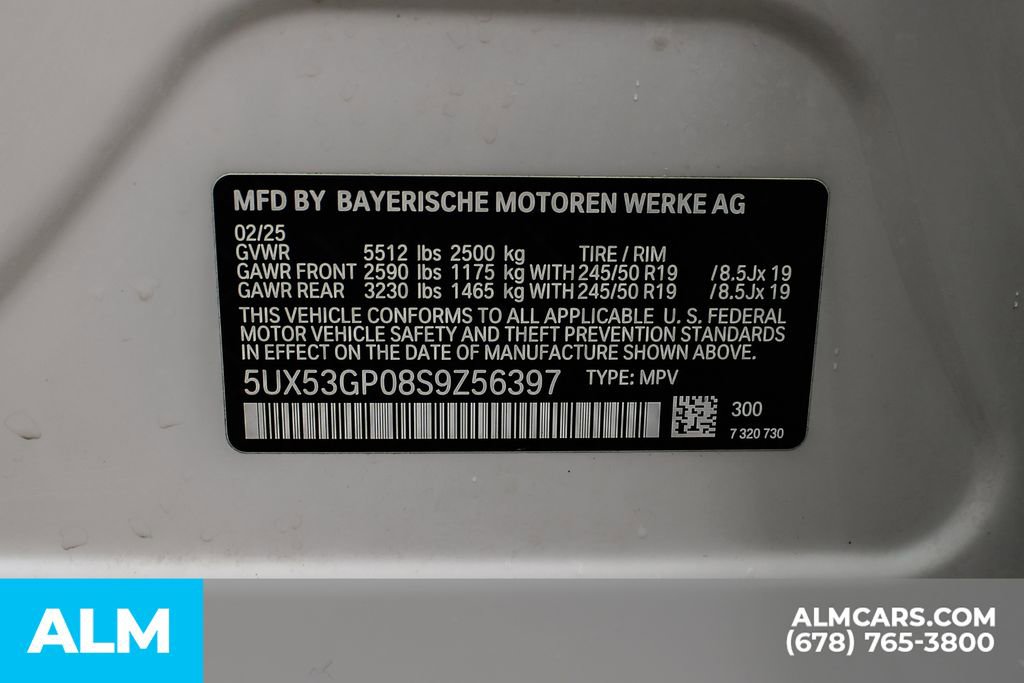 MFD BY BAYERISCHE MOTOREN WERKE AG
02/25
GVWR 5512 lbs 2500 kg TIRE / RIM
GAWR FRONT 2590 lbs 1175 kg WITH 245/50 R19 /8.5Jx 19
GAWR REAR 3230 lbs 1465 kg WITH 245/50 R19 /8.5Jx 19
THIS VEHICLE CONFORMS TO ALL APPLICABLE U. S. FEDERAL
MOTOR VEHICLE SAFETY AND THEFT PREVENTION STANDARDS
IN EFFECT ON THE DATE OF MANUFACTURE SHOWN ABOVE.
5UX53GP08S9Z56397 TYPE: MPV
300
7 320 730
ALM
ALMCARS.COM
(678) 765-3800